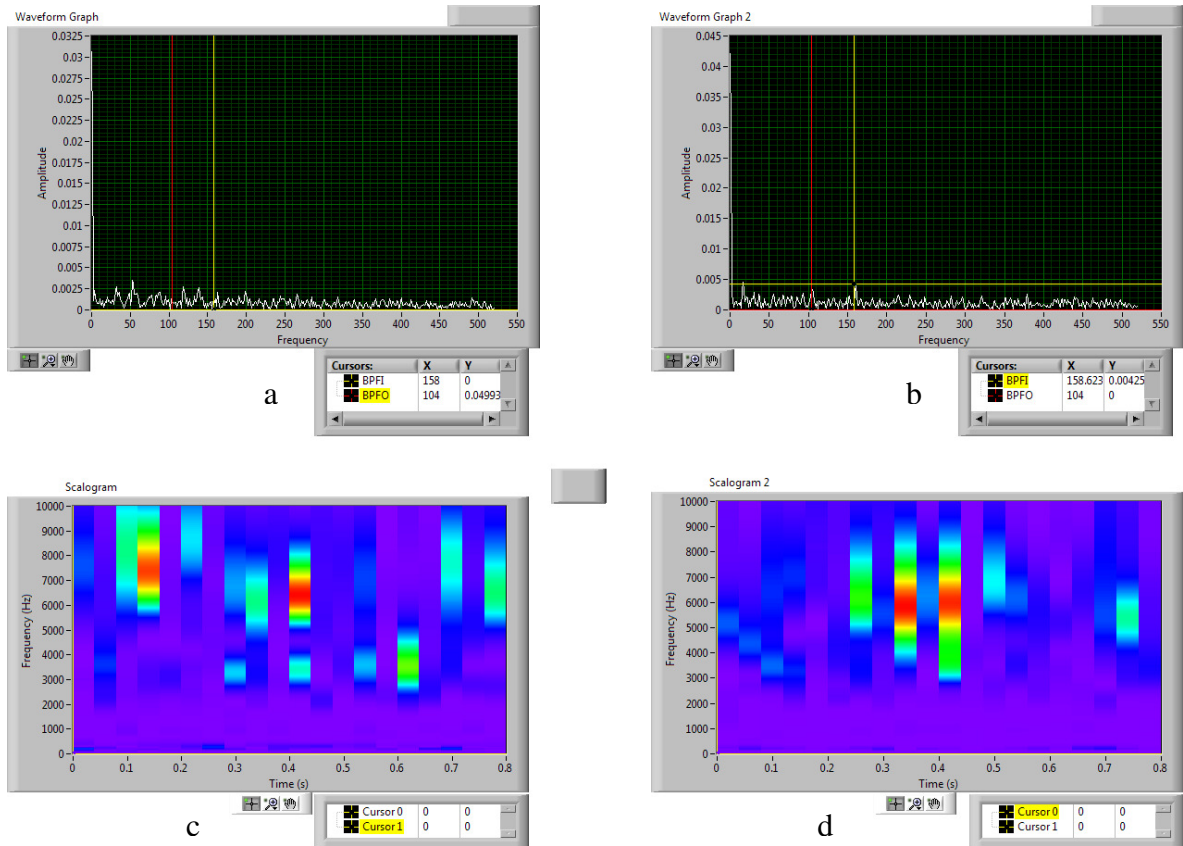 Waveform Graph
0.0325
0.03
0.0275
0.025
0.0225
0.02
0.0175
0.015
0.0125
0.01
0.0075
0.005
0.0025
0
Amplitude
0 50 100 150 200 250 300 350 400 450 500 550
Frequency
Cursors: X Y
BPFI 158 0
BPFO 104 0.04993
a
Waveform Graph 2
0.045
0.04
0.035
0.03
0.025
0.02
0.015
0.01
0.005
0
Amplitude
0 50 100 150 200 250 300 350 400 450 500 550
Frequency
Cursors: X Y
BPFI 158.623 0.00425
BPFO 104 0
b
Scalogram
10000
9000
8000
7000
6000
5000
4000
3000
2000
1000
0
Frequency (Hz)
0 0.1 0.2 0.3 0.4 0.5 0.6 0.7 0.8
Time (s)
Cursor 0 0 0
Cursor 1 0 0
c
Scalogram 2
10000
9000
8000
7000
6000
5000
4000
3000
2000
1000
0
Frequency (Hz)
0 0.1 0.2 0.3 0.4 0.5 0.6 0.7 0.8
Time (s)
Cursor 0 0 0
Cursor 1 0 0
d